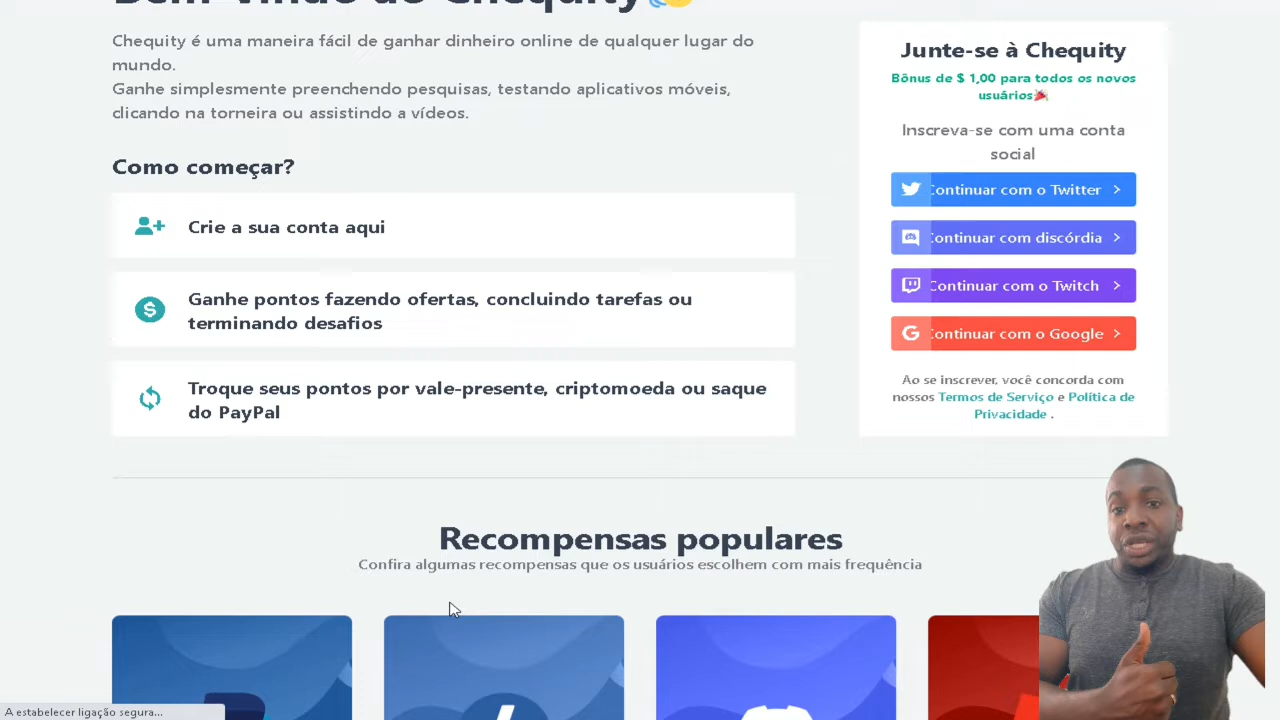 Bem-vindo ao Chequity
Chequity é uma maneira fácil de ganhar dinheiro online de qualquer lugar do
mundo.
Ganhe simplesmente preenchendo pesquisas, testando aplicativos móveis,
clicando na torneira ou assistindo a vídeos.
Como começar?
Crie a sua conta aqui
Ganhe pontos fazendo ofertas, concluindo tarefas ou
terminando desafios
Troque seus pontos por vale-presente, criptomoeda ou saque
do PayPal
Junte-se à Chequity
Bônus de $ 1,00 para todos os novos
usuários🎉
Inscreva-se com uma conta
social
Continuar com o Twitter
Continuar com discórdia
Continuar com o Twitch
Continuar com o Google
Ao se inscrever, você concorda com
nossos Termos de Serviço e Política de
Privacidade .
Recompensas populares
Confira algumas recompensas que os usuários escolhem com mais frequência
A estabelecer ligação segura...